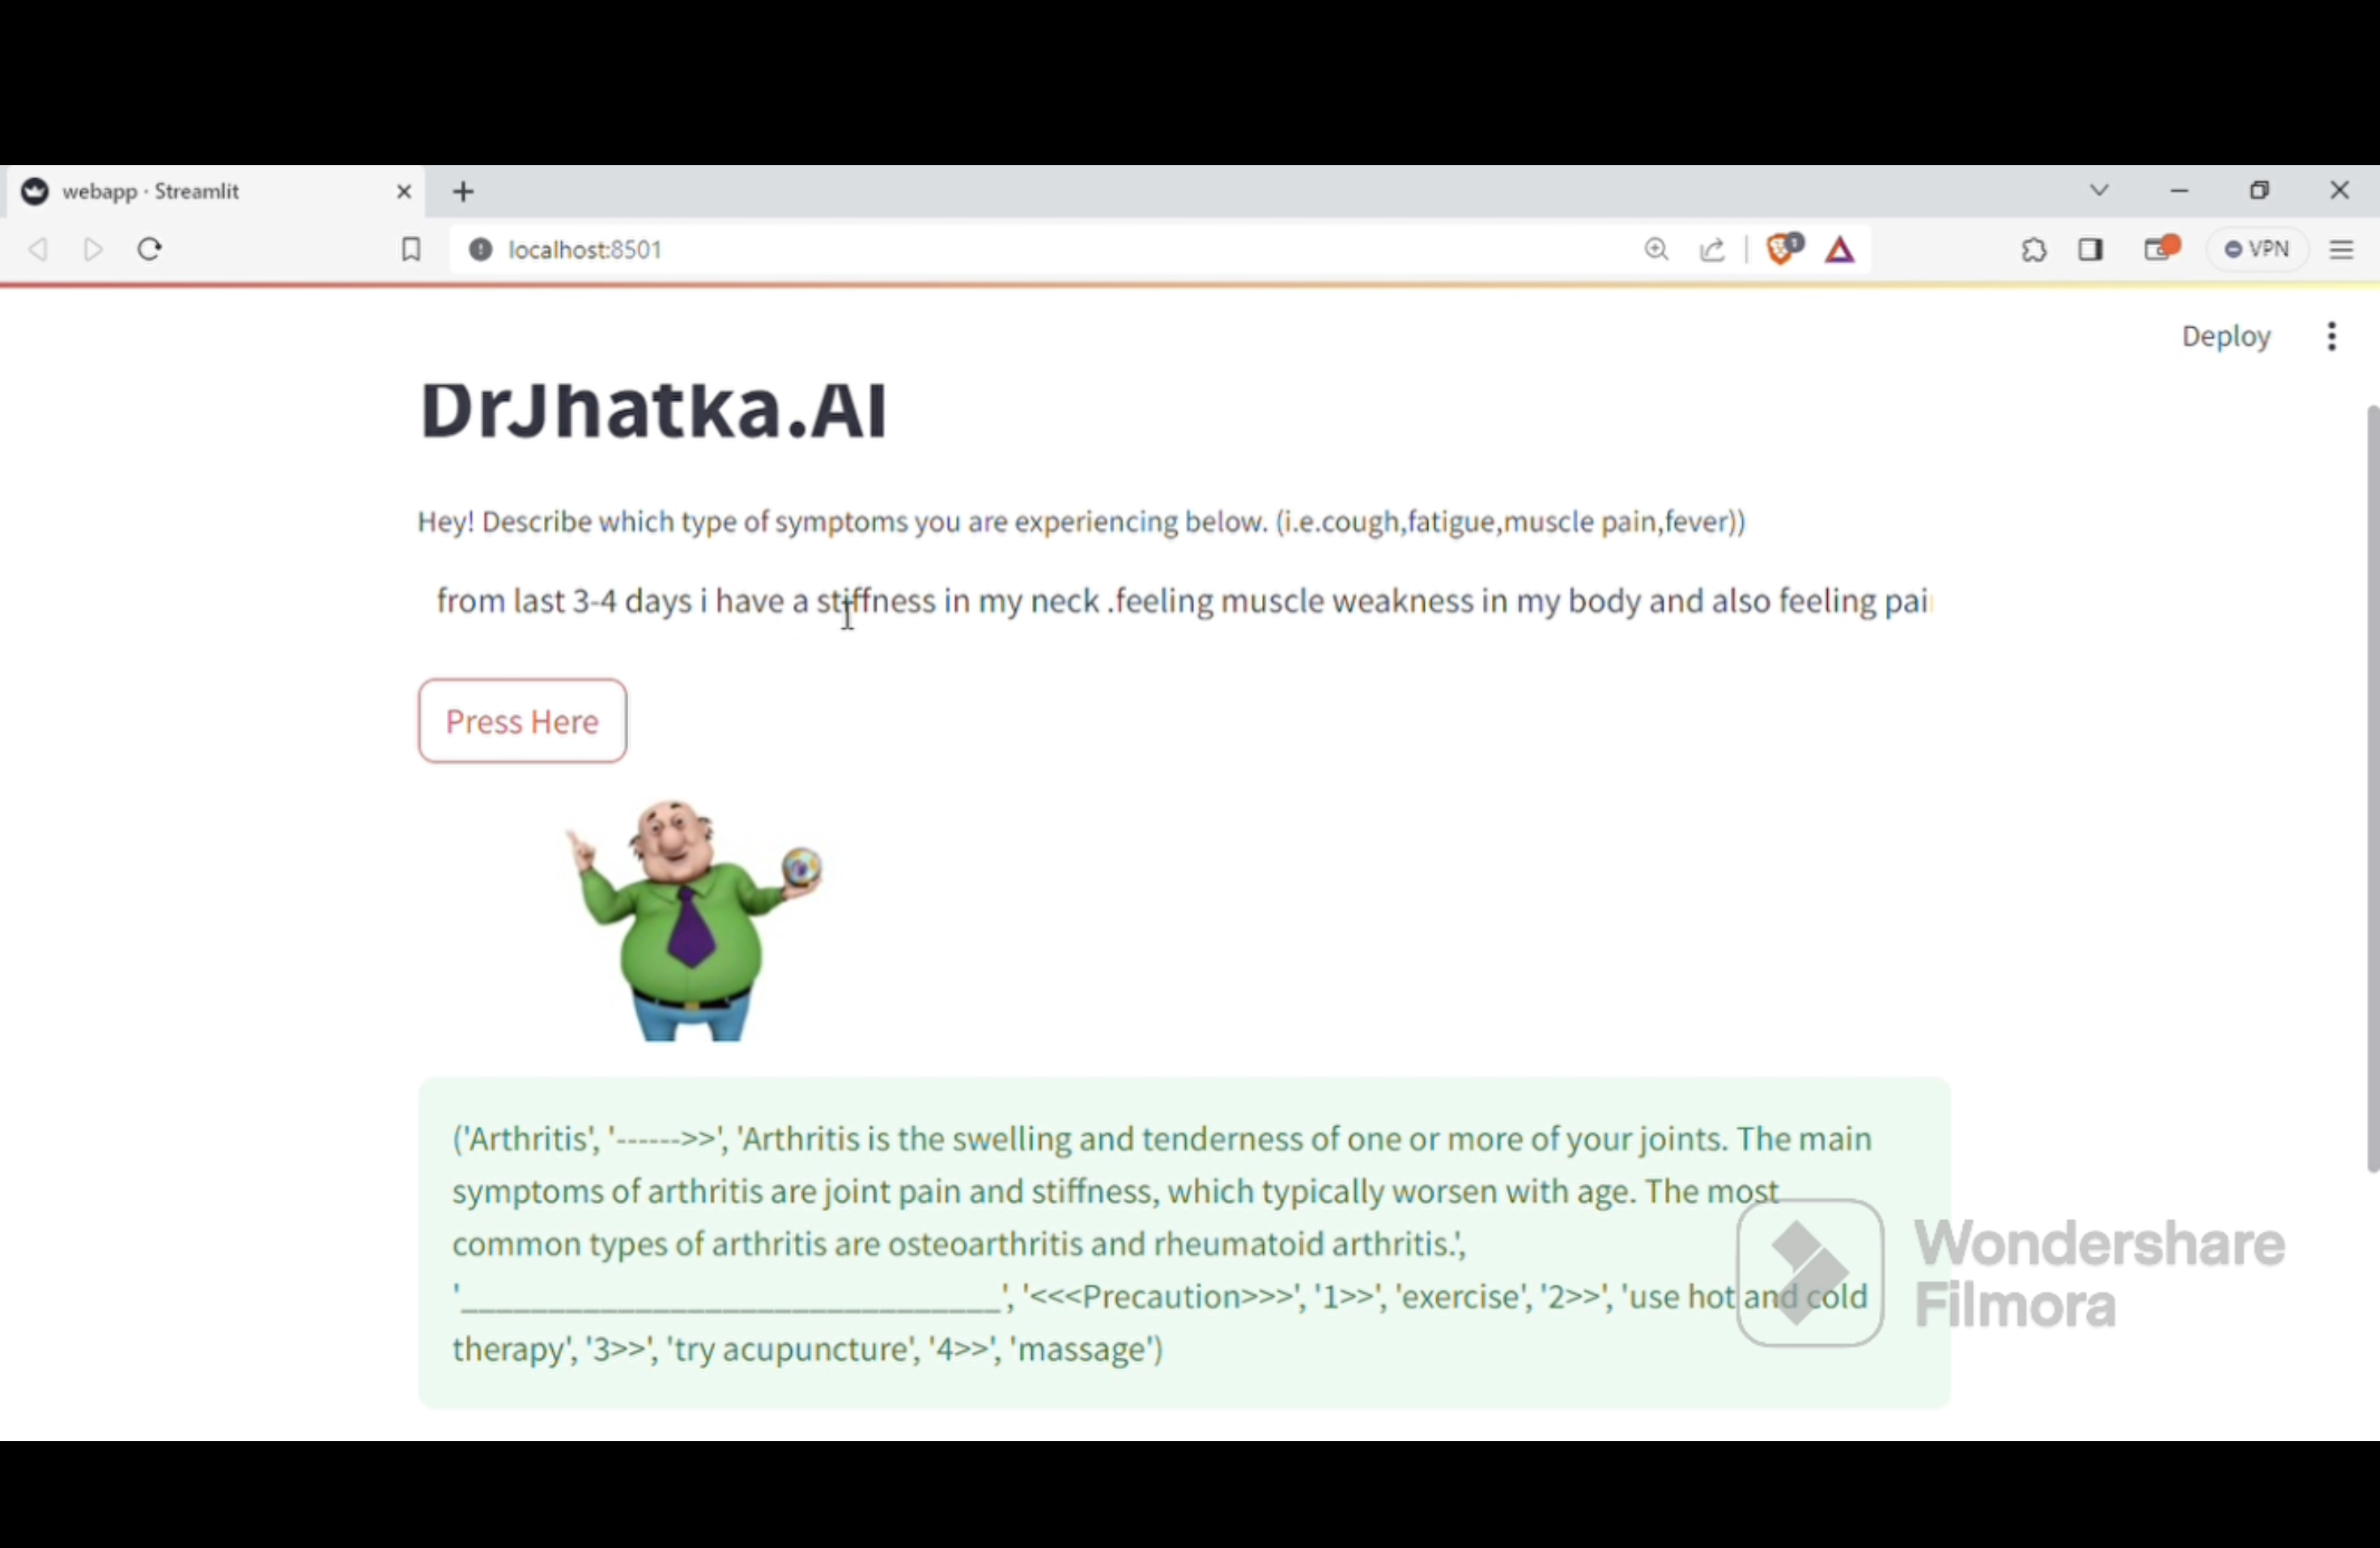 webapp · Streamlit
localhost:8501
1
VPN
Deploy
DrJhatka.AI
Hey! Describe which type of symptoms you are experiencing below. (i.e.cough,fatigue,muscle pain,fever))
from last 3-4 days i have a stiffness in my neck .feeling muscle weakness in my body and also feeling pai
Press Here
('Arthritis', '------>>', 'Arthritis is the swelling and tenderness of one or more of your joints. The main
symptoms of arthritis are joint pain and stiffness, which typically worsen with age. The most
common types of arthritis are osteoarthritis and rheumatoid arthritis.',
'______________________________', '<<<Precaution>>>', '1>>', 'exercise', '2>>', 'use hot and cold
therapy', '3>>', 'try acupuncture', '4>>', 'massage')
Wondershare
Filmora